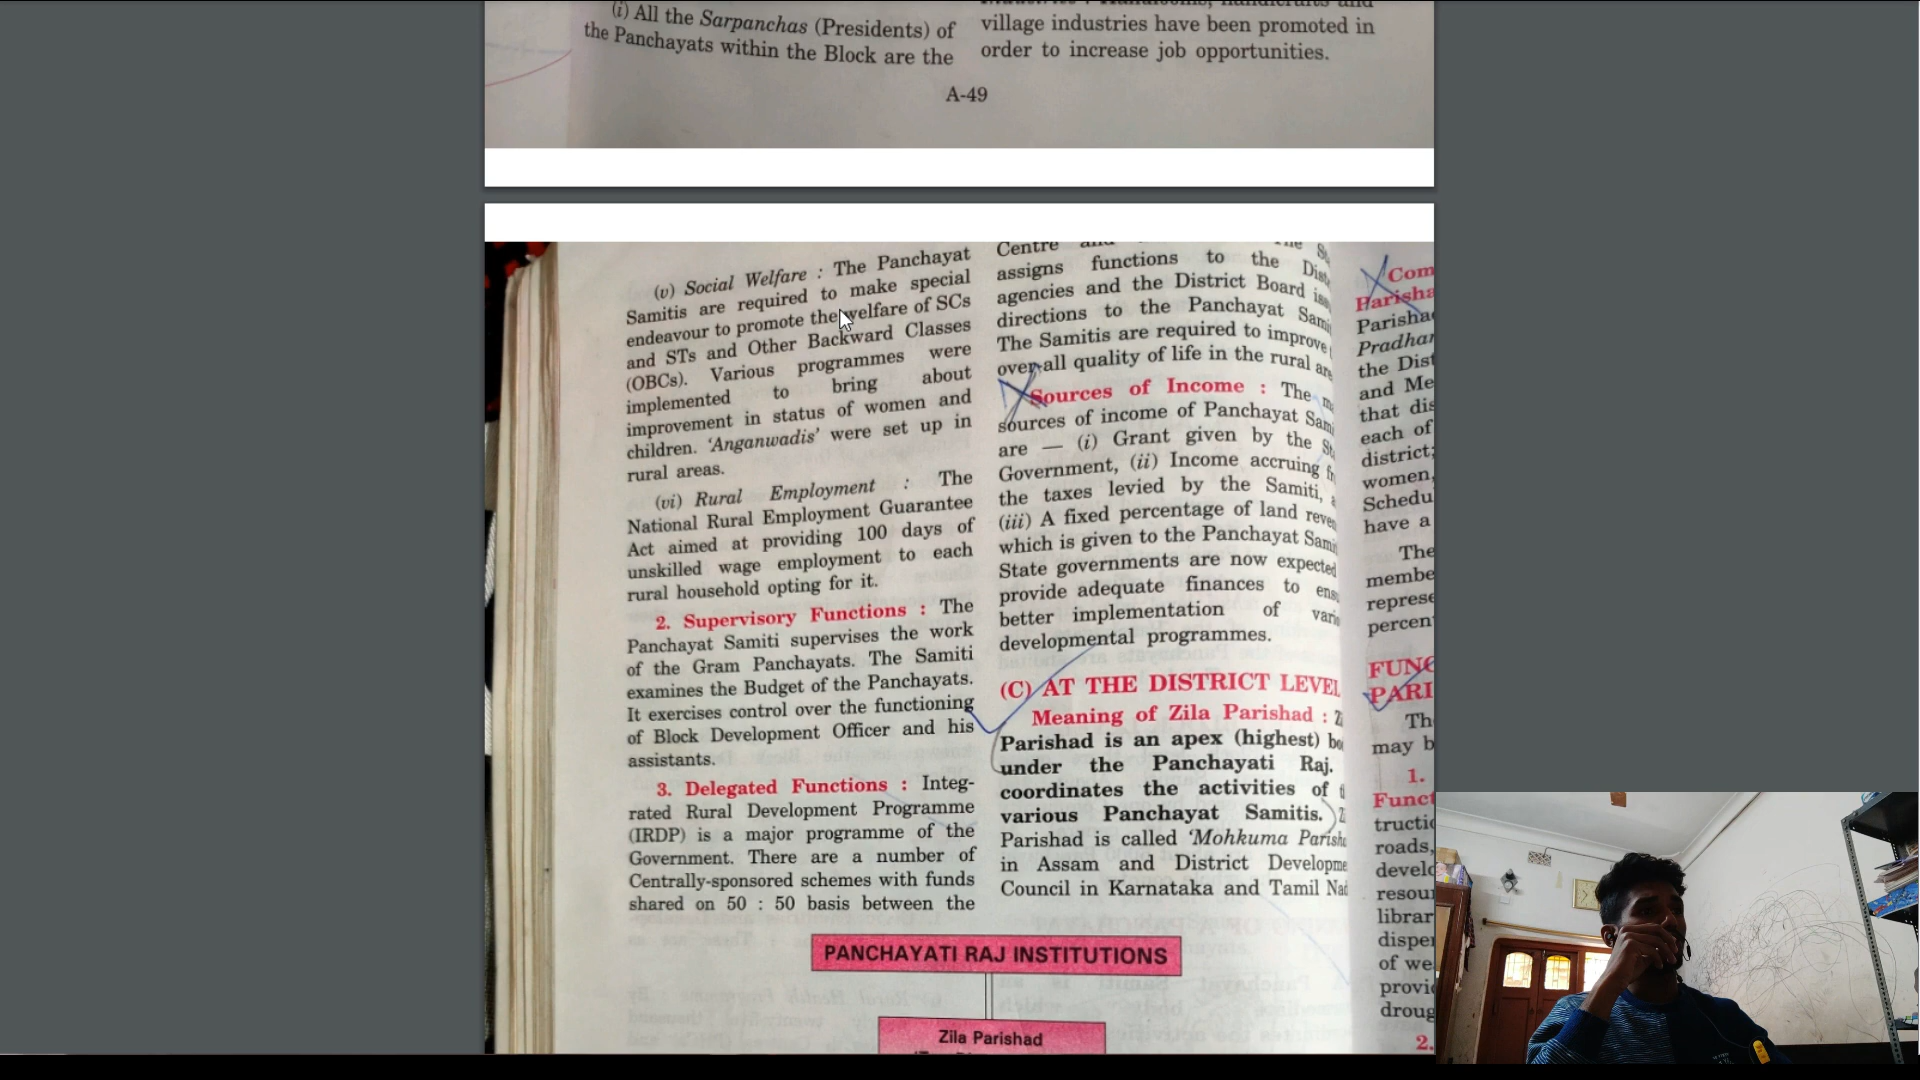 (i) All the Sarpanchas (Presidents) of
the Panchayats within the Block are the
village industries have been promoted in
order to increase job opportunities.
A-49
(v) Social Welfare : The Panchayat
Samitis are required to make special
endeavour to promote the welfare of SCs
and STs and Other Backward Classes
(OBCs). Various programmes were
implemented to bring about
improvement in status of women and
children. 'Anganwadis' were set up in
rural areas.
(vi) Rural Employment : The
National Rural Employment Guarantee
Act aimed at providing 100 days of
unskilled wage employment to each
rural household opting for it.
2. Supervisory Functions : The
Panchayat Samiti supervises the work
of the Gram Panchayats. The Samiti
examines the Budget of the Panchayats.
It exercises control over the functioning
of Block Development Officer and his
assistants.
3. Delegated Functions : Integ-
rated Rural Development Programme
(IRDP) is a major programme of the
Government. There are a number of
Centrally-sponsored schemes with funds
shared on 50 : 50 basis between the
Centre
assigns functions to the
agencies and the District Board
directions to the Panchayat
The Samitis are required to improve
over-all quality of life in the rural
Sources of Income : The
sources of income of Panchayat
are — (i) Grant given by the
Government, (ii) Income accruing
the taxes levied by the Samiti,
(iii) A fixed percentage of land
which is given to the Panchayat
State governments are now expected
provide adequate finances to
better implementation of
developmental programmes.
(C) AT THE DISTRICT LEVEL
Meaning of Zila Parishad :
Parishad is an apex (highest)
under the Panchayati Raj.
coordinates the activities of
various Panchayat Samitis.
Parishad is called 'Mohkuma
in Assam and District
Council in Karnataka and Tamil
PANCHAYATI RAJ INSTITUTIONS
Zila Parishad
the
and Me
that
each of
district;
women,
have a
The
FUNC
PARI
may b
1.
roads,
of we
2.